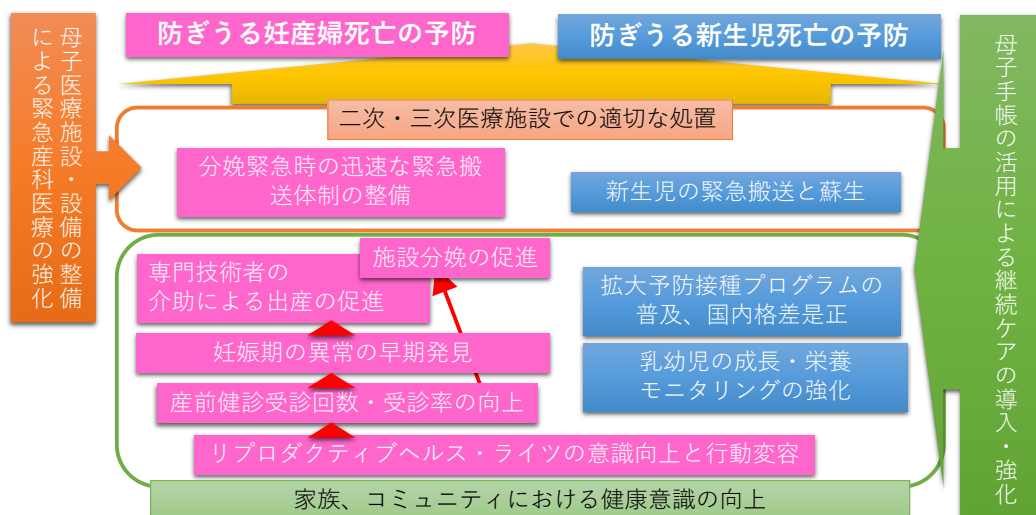 母子医療施設・設備の整備
による緊急産科医療の強化
防ぎうる妊産婦死亡の予防
防ぎうる新生児死亡の予防
二次・三次医療施設での適切な処置
分娩緊急時の迅速な緊急搬
送体制の整備
新生児の緊急搬送と蘇生
施設分娩の促進
専門技術者の
介助による出産の促進
拡大予防接種プログラムの
普及、国内格差是正
妊娠期の異常の早期発見
乳幼児の成長・栄養
モニタリングの強化
産前健診受診回数・受診率の向上
リプロダクティブヘルス・ライツの意識向上と行動変容
家族、コミュニティにおける健康意識の向上
母子手帳の活用による継続ケアの導入・強化